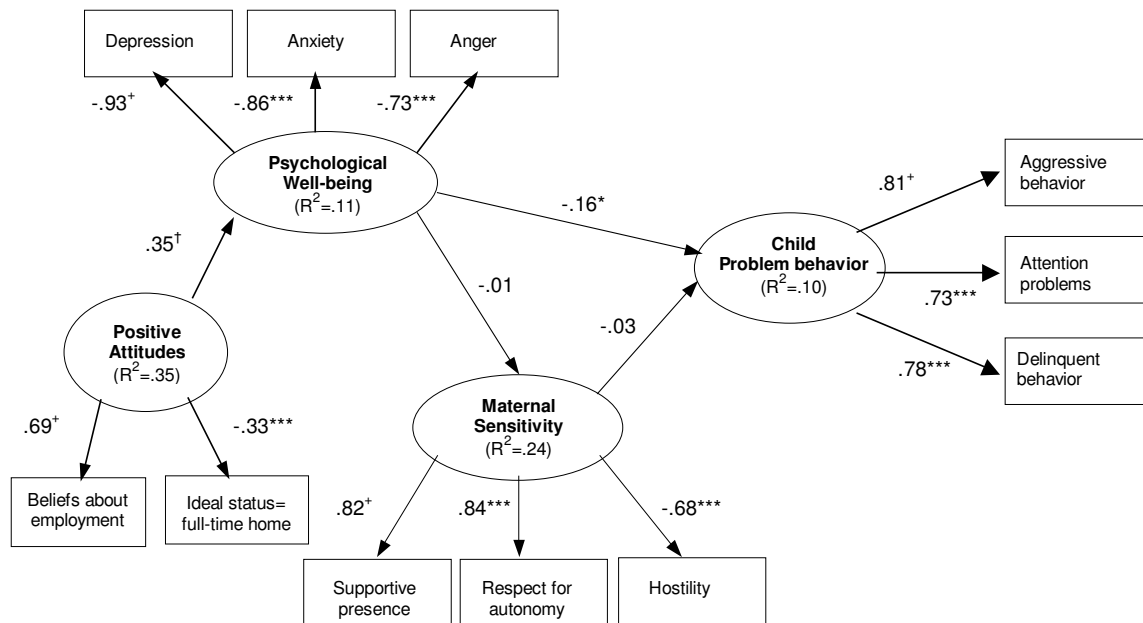 Depression
Anxiety
Anger
-.93⁺
-.86***
-.73***
Psychological
Well-being
(R²=.11)
Aggressive
behavior
.81⁺
-.16*
Child
Problem behavior
(R²=.10)
Attention
problems
.73***
.35†
-.01
Positive
Attitudes
(R²=.35)
-.03
Delinquent
behavior
.78***
Maternal
Sensitivity
(R²=.24)
.69⁺
-.33***
Beliefs about
employment
Ideal status=
full-time home
.82⁺
.84***
-.68***
Supportive
presence
Respect for
autonomy
Hostility